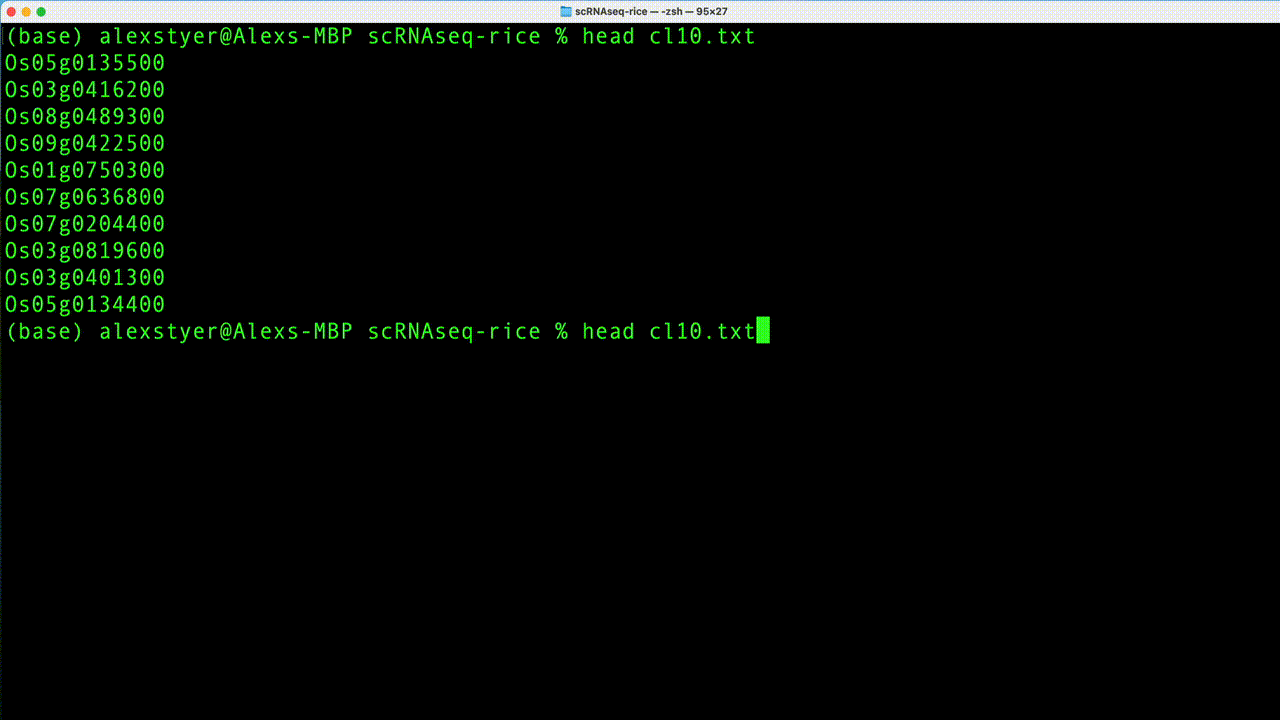 scRNAseq-rice — -zsh — 95×27
(base) alexstyer@Alexs-MBP scRNAseq-rice % head cl10.txt
Os05g0135500
Os03g0416200
Os08g0489300
Os09g0422500
Os01g0750300
Os07g0636800
Os07g0204400
Os03g0819600
Os03g0401300
Os05g0134400
(base) alexstyer@Alexs-MBP scRNAseq-rice % head cl10.txt